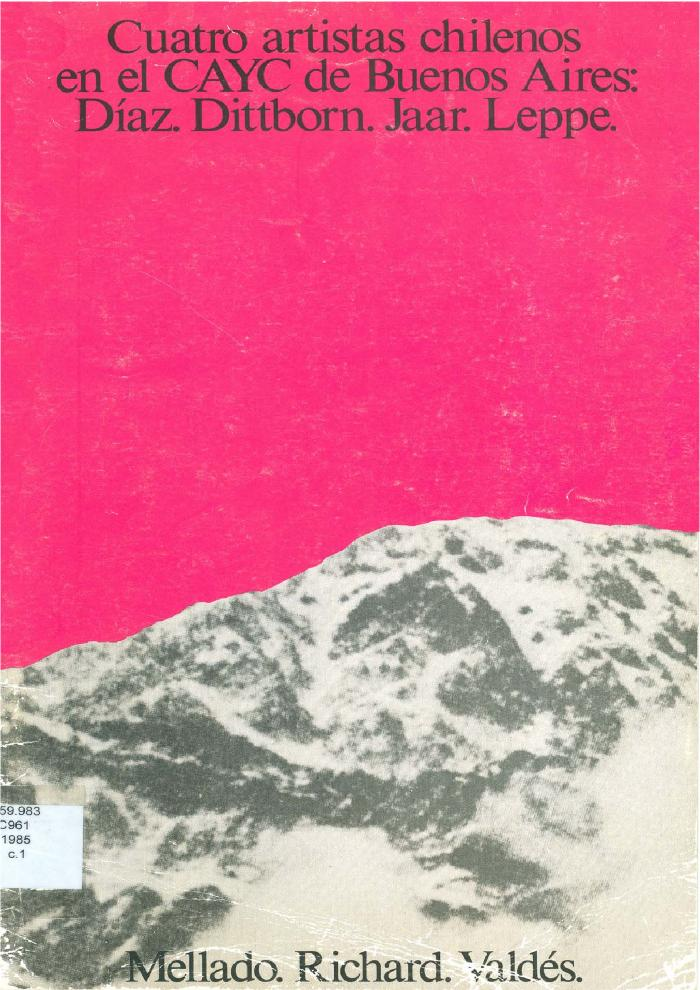 Cuatro artistas chilenos
en el CAYC de Buenos Aires:
Díaz. Dittborn. Jaar. Leppe.
59.983
C961
1985
c.1
Mellado. Richard. Valdés.